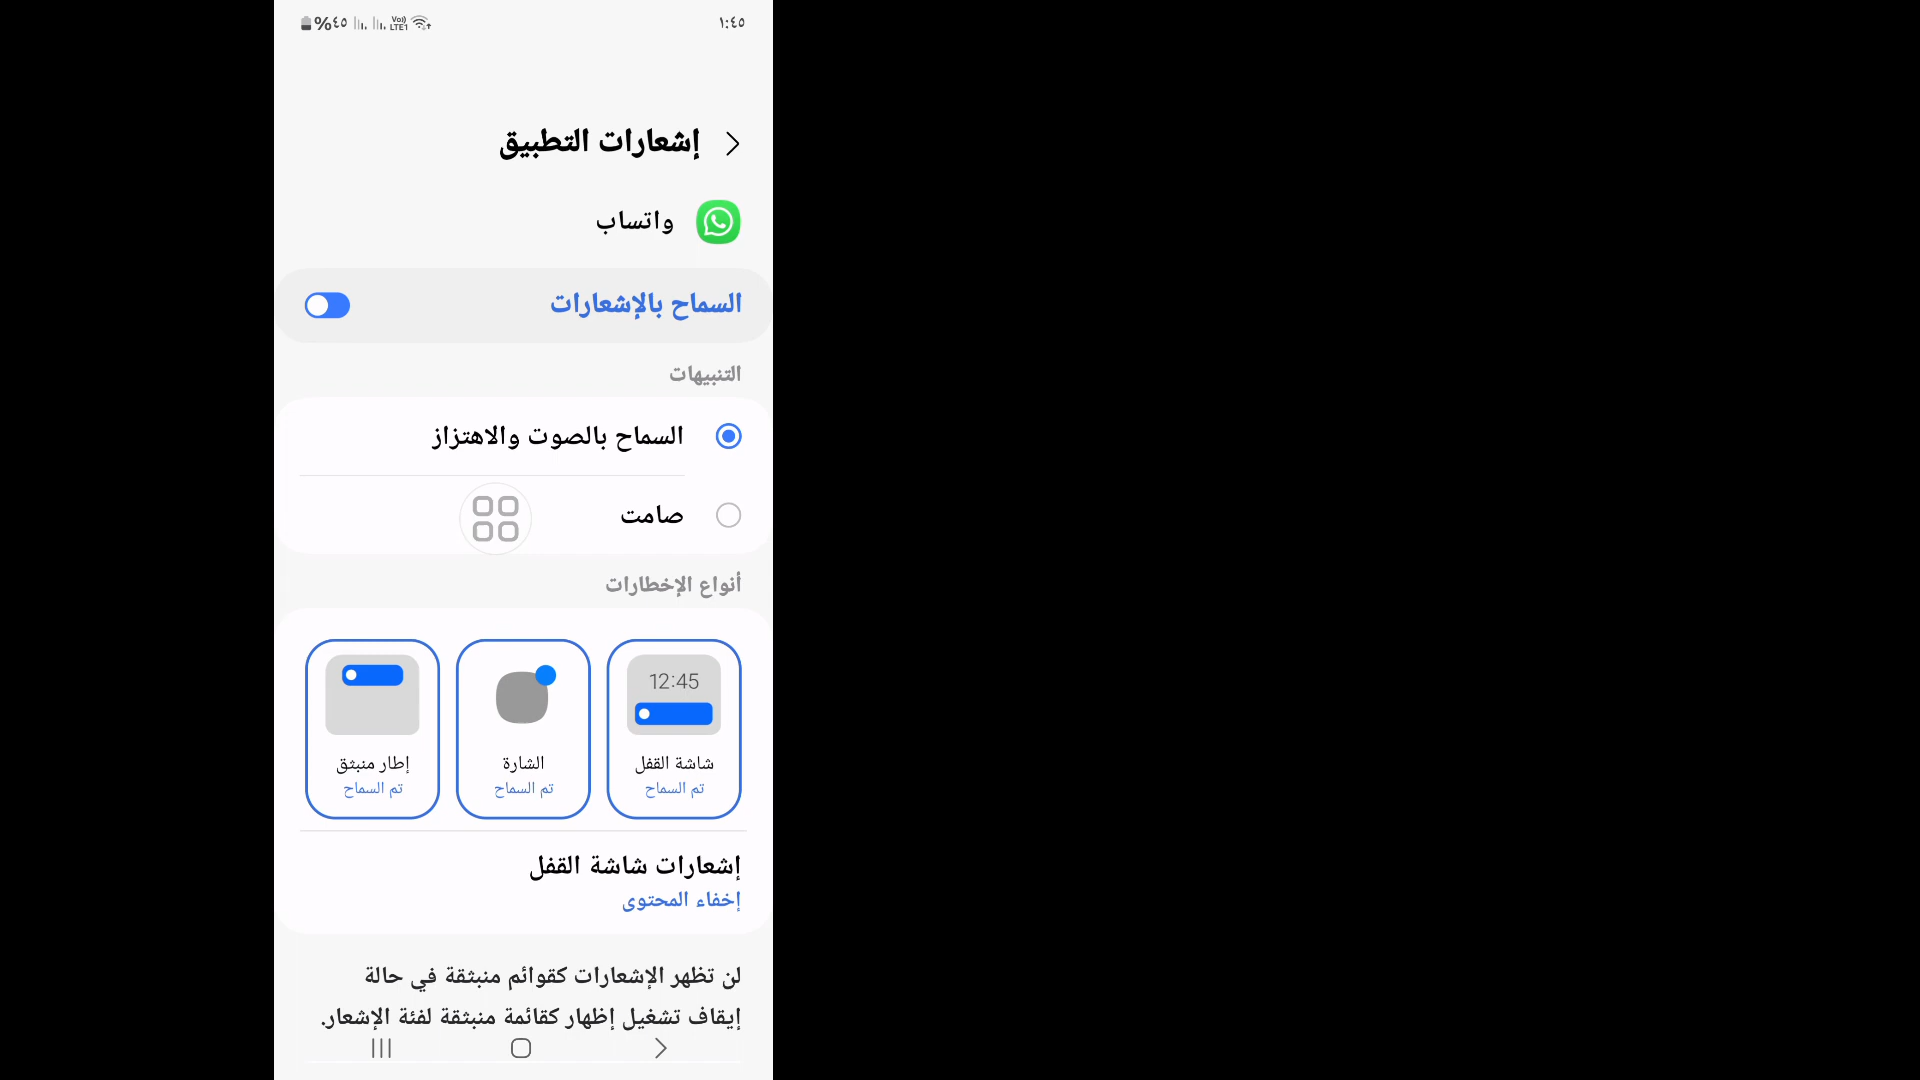 ١:٤٥
%٤٥
Vo))
LTE1
إشعارات التطبيق
واتساب
السماح بالإشعارات
التنبيهات
السماح بالصوت والاهتزاز
صامت
أنواع الإخطارات
12:45
شاشة القفل
تم السماح
الشارة
تم السماح
إطار منبثق
تم السماح
إشعارات شاشة القفل
إخفاء المحتوى
لن تظهر الإشعارات كقوائم منبثقة في حالة
إيقاف تشغيل إظهار كقائمة منبثقة لفئة الإشعار.